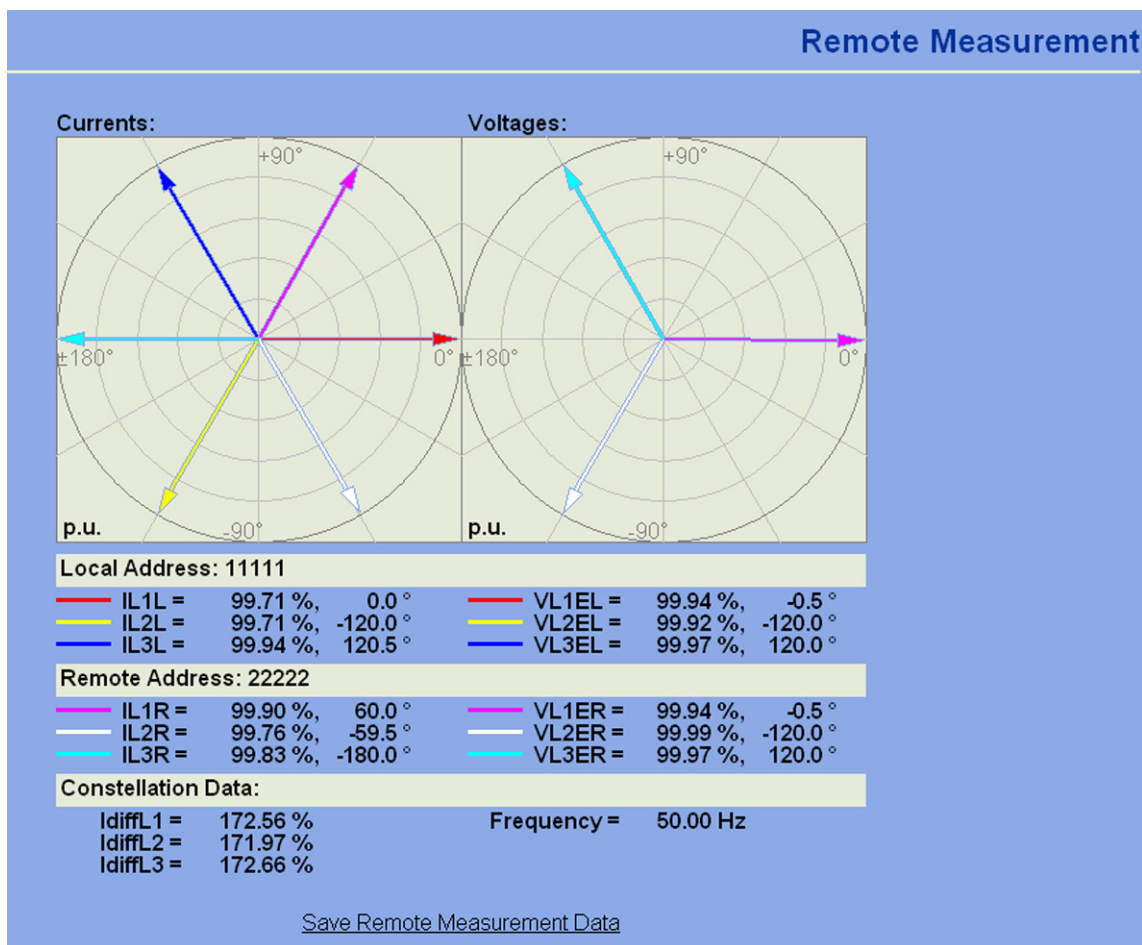 Remote Measurement
Currents: Voltages:
+90° +90°
±180° 0° ±180° 0°
p.u. -90° p.u. -90°
Local Address: 11111
IL1L = 99.71 %, 0.0 ° VL1EL = 99.94 %, -0.5 °
IL2L = 99.71 %, -120.0 ° VL2EL = 99.92 %, -120.0 °
IL3L = 99.94 %, 120.5 ° VL3EL = 99.97 %, 120.0 °
Remote Address: 22222
IL1R = 99.90 %, 60.0 ° VL1ER = 99.94 %, -0.5 °
IL2R = 99.76 %, -59.5 ° VL2ER = 99.99 %, -120.0 °
IL3R = 99.83 %, -180.0 ° VL3ER = 99.97 %, 120.0 °
Constellation Data:
IdiffL1 = 172.56 % Frequency = 50.00 Hz
IdiffL2 = 171.97 %
IdiffL3 = 172.66 %
Save Remote Measurement Data